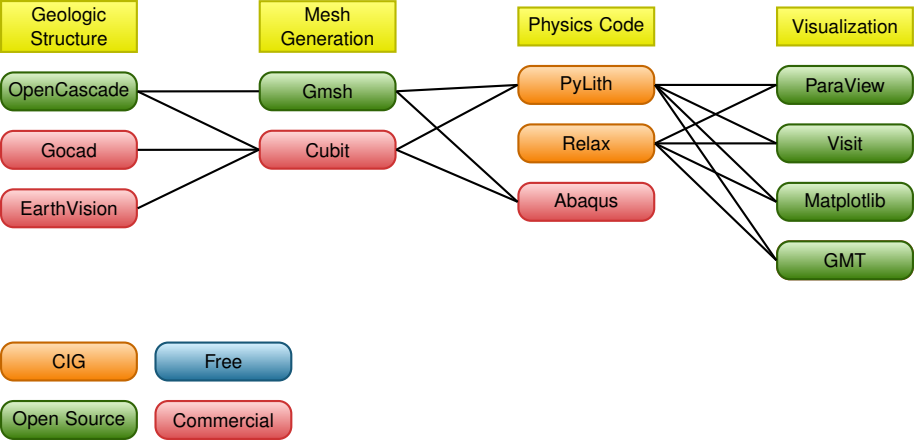 Geologic
Structure
Mesh
Generation
Physics Code
Visualization
OpenCascade
Gmsh
PyLith
ParaView
Gocad
Cubit
Relax
Visit
EarthVision
Abaqus
Matplotlib
GMT
CIG
Free
Open Source
Commercial